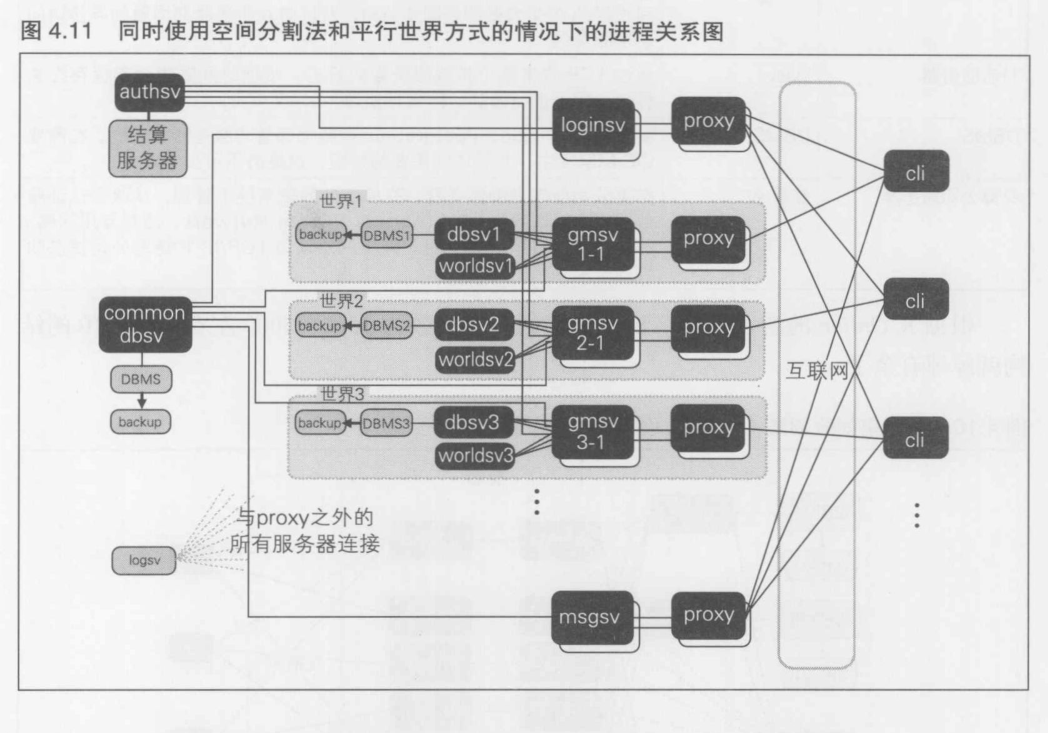 图 4.11 同时使用空间分割法和平行世界方式的情况下的进程关系图
authsv
结算
服务器
loginsv
proxy
cli
世界1
backup
DBMS1
dbsv1
worldsv1
gmsv
1-1
proxy
common
dbsv
DBMS
backup
世界2
backup
DBMS2
dbsv2
worldsv2
gmsv
2-1
proxy
cli
互联网
世界3
backup
DBMS3
dbsv3
worldsv3
gmsv
3-1
proxy
cli
与proxy之外的
所有服务器连接
logsv
msgsv
proxy